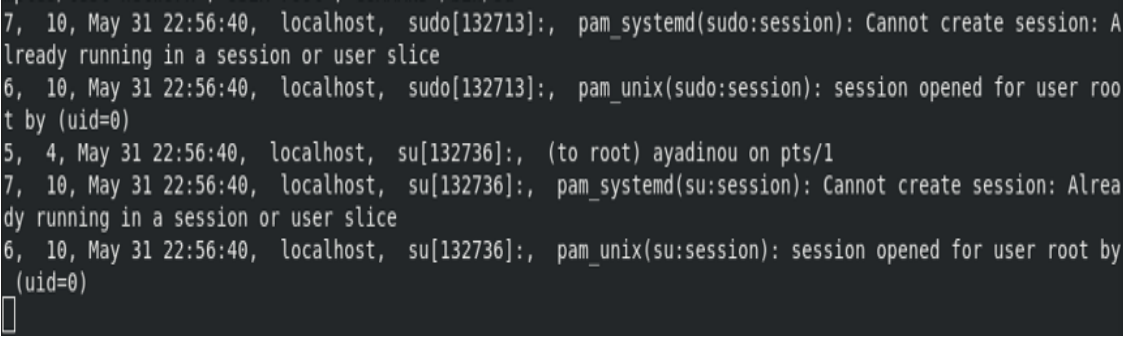 7, 10, May 31 22:56:40, localhost, sudo[132713]:, pam_systemd(sudo:session): Cannot create session: A
lready running in a session or user slice
6, 10, May 31 22:56:40, localhost, sudo[132713]:, pam_unix(sudo:session): session opened for user roo
t by (uid=0)
5, 4, May 31 22:56:40, localhost, su[132736]:, (to root) ayadinou on pts/1
7, 10, May 31 22:56:40, localhost, su[132736]:, pam_systemd(su:session): Cannot create session: Alrea
dy running in a session or user slice
6, 10, May 31 22:56:40, localhost, su[132736]:, pam_unix(su:session): session opened for user root by
(uid=0)